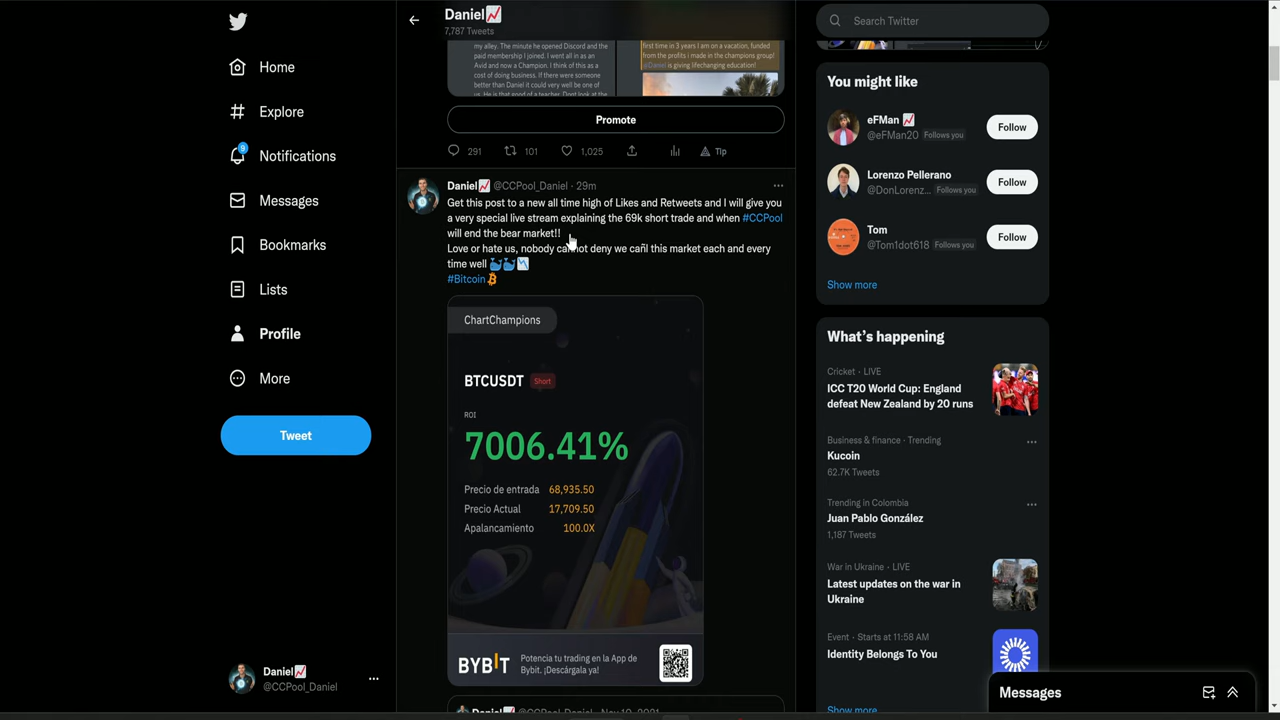 Home
Explore
9
Notifications
Messages
Bookmarks
Lists
Profile
More
Tweet
Daniel
@CCPool_Daniel
Daniel
7,787 Tweets
my alley. The minute he opened Discord and the
paid membership I joined. I went all in as an
Avid and now a Champion. I think of this as a
cost of doing business. If there were someone
better than Daniel it could very well be one of
us. He is that good of a teacher. Dont look at the
first time in 3 years I am on a vacation, funded
from the profits i made in the champions group!
@Daniel is giving lifechanging education!
Promote
291
101
1,025
Tip
Daniel @CCPool_Daniel · 29m
Get this post to a new all time high of Likes and Retweets and I will give you
a very special live stream explaining the 69k short trade and when #CCPool
will end the bear market!!
Love or hate us, nobody cannot deny we cañl this market each and every
time well
#Bitcoin
ChartChampions
BTCUSDT Short
ROI
7006.41%
Precio de entrada 68,935.50
Precio Actual 17,709.50
Apalancamiento 100.0X
BYBIT
Potencia tu trading en la App de
Bybit. ¡Descárgala ya!
Daniel @CCPool_Daniel · Nov 10, 2021
Search Twitter
You might like
eFMan
@eFMan20 Follows you
Follow
Lorenzo Pellerano
@DonLorenz... Follows you
Follow
Tom
@Tom1dot618 Follows you
Follow
Show more
What's happening
Cricket · LIVE
ICC T20 World Cup: England
defeat New Zealand by 20 runs
Business & finance · Trending
Kucoin
62.7K Tweets
Trending in Colombia
Juan Pablo González
1,187 Tweets
War in Ukraine · LIVE
Latest updates on the war in
Ukraine
Event · Starts at 11:58 AM
Identity Belongs To You
Show more
Messages